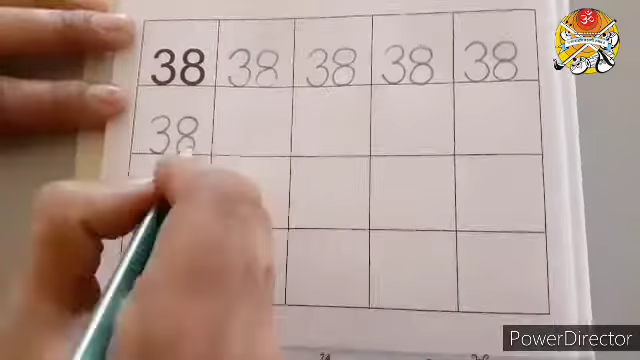 38 38 38 38 38
38
ॐ
PowerDirector